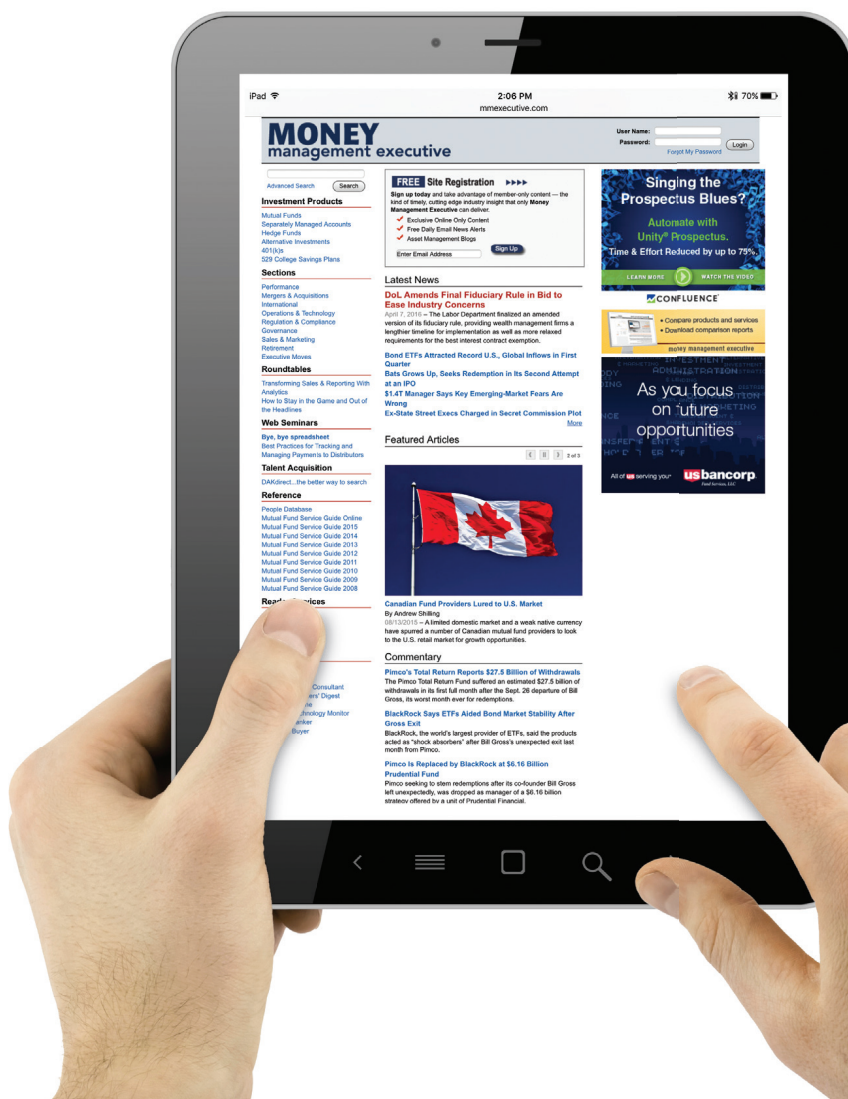 iPad
2:06 PM
70%
mmexecutive.com
MONEY
management executive
User Name:
Password:
Login
Forgot My Password
Advanced Search
Search
Investment Products
Mutual Funds
Separately Managed Accounts
Hedge Funds
Alternative Investments
401(k)s
529 College Savings Plans
Sections
Performance
Mergers & Acquisitions
International
Operations & Technology
Regulation & Compliance
Governance
Sales & Marketing
Retirement
Executive Moves
Roundtables
Transforming Sales & Reporting With
Analytics
How to Stay in the Game and Out of
the Headlines
Web Seminars
Bye, bye spreadsheet
Best Practices for Tracking and
Managing Payments to Distributors
Talent Acquisition
DAKdirect...the better way to search
Reference
People Database
Mutual Fund Service Guide Online
Mutual Fund Service Guide 2015
Mutual Fund Service Guide 2014
Mutual Fund Service Guide 2013
Mutual Fund Service Guide 2012
Mutual Fund Service Guide 2011
Mutual Fund Service Guide 2010
Mutual Fund Service Guide 2009
Mutual Fund Service Guide 2008
Consultant
Digest
Technology Monitor
Buyer
FREE Site Registration
Sign up today and take advantage of member-only content — the
kind of timely, cutting edge industry insight that only Money
Management Executive can deliver.
Exclusive Online Only Content
Free Daily Email News Alerts
Asset Management Blogs
Enter Email Address
Sign Up
Latest News
DoL Amends Final Fiduciary Rule in Bid to
Ease Industry Concerns
April 7, 2016 – The Labor Department finalized an amended
version of its fiduciary rule, providing wealth management firms a
lengthier timeline for implementation as well as more relaxed
requirements for the best interest contract exemption.
Bond ETFs Attracted Record U.S., Global Inflows in First
Quarter
Bats Grows Up, Seeks Redemption in Its Second Attempt
at an IPO
$1.4T Manager Says Key Emerging-Market Fears Are
Wrong
Ex-State Street Execs Charged in Secret Commission Plot
More
Featured Articles
2 of 3
Canadian Fund Providers Lured to U.S. Market
By Andrew Shilling
08/13/2015 – A limited domestic market and a weak native currency
have spurred a number of Canadian mutual fund providers to look
to the U.S. retail market for growth opportunities.
Commentary
Pimco's Total Return Reports $27.5 Billion of Withdrawals
The Pimco Total Return Fund suffered an estimated $27.5 billion of
withdrawals in its first full month after the Sept. 26 departure of Bill
Gross, its worst month ever for redemptions.
BlackRock Says ETFs Aided Bond Market Stability After
Gross Exit
BlackRock, the world's largest provider of ETFs, said the products
acted as "shock absorbers" after Bill Gross's unexpected exit last
month from Pimco.
Pimco Is Replaced by BlackRock at $6.16 Billion
Prudential Fund
Pimco seeking to stem redemptions after its co-founder Bill Gross
left unexpectedly, was dropped as manager of a $6.16 billion
strategy offered by a unit of Prudential Financial.
Singing the
Prospectus Blues?
Automate with
Unity® Prospectus.
Time & Effort Reduced by up to 75%.
LEARN MORE
WATCH THE VIDEO
CONFLUENCE
• Compare products and services
• Download comparison reports
money management executive
INVESTMENT
ADMINISTRATION
As you focus
on future
opportunities
All of us serving you®
usbancorp
Fund Services, LLC